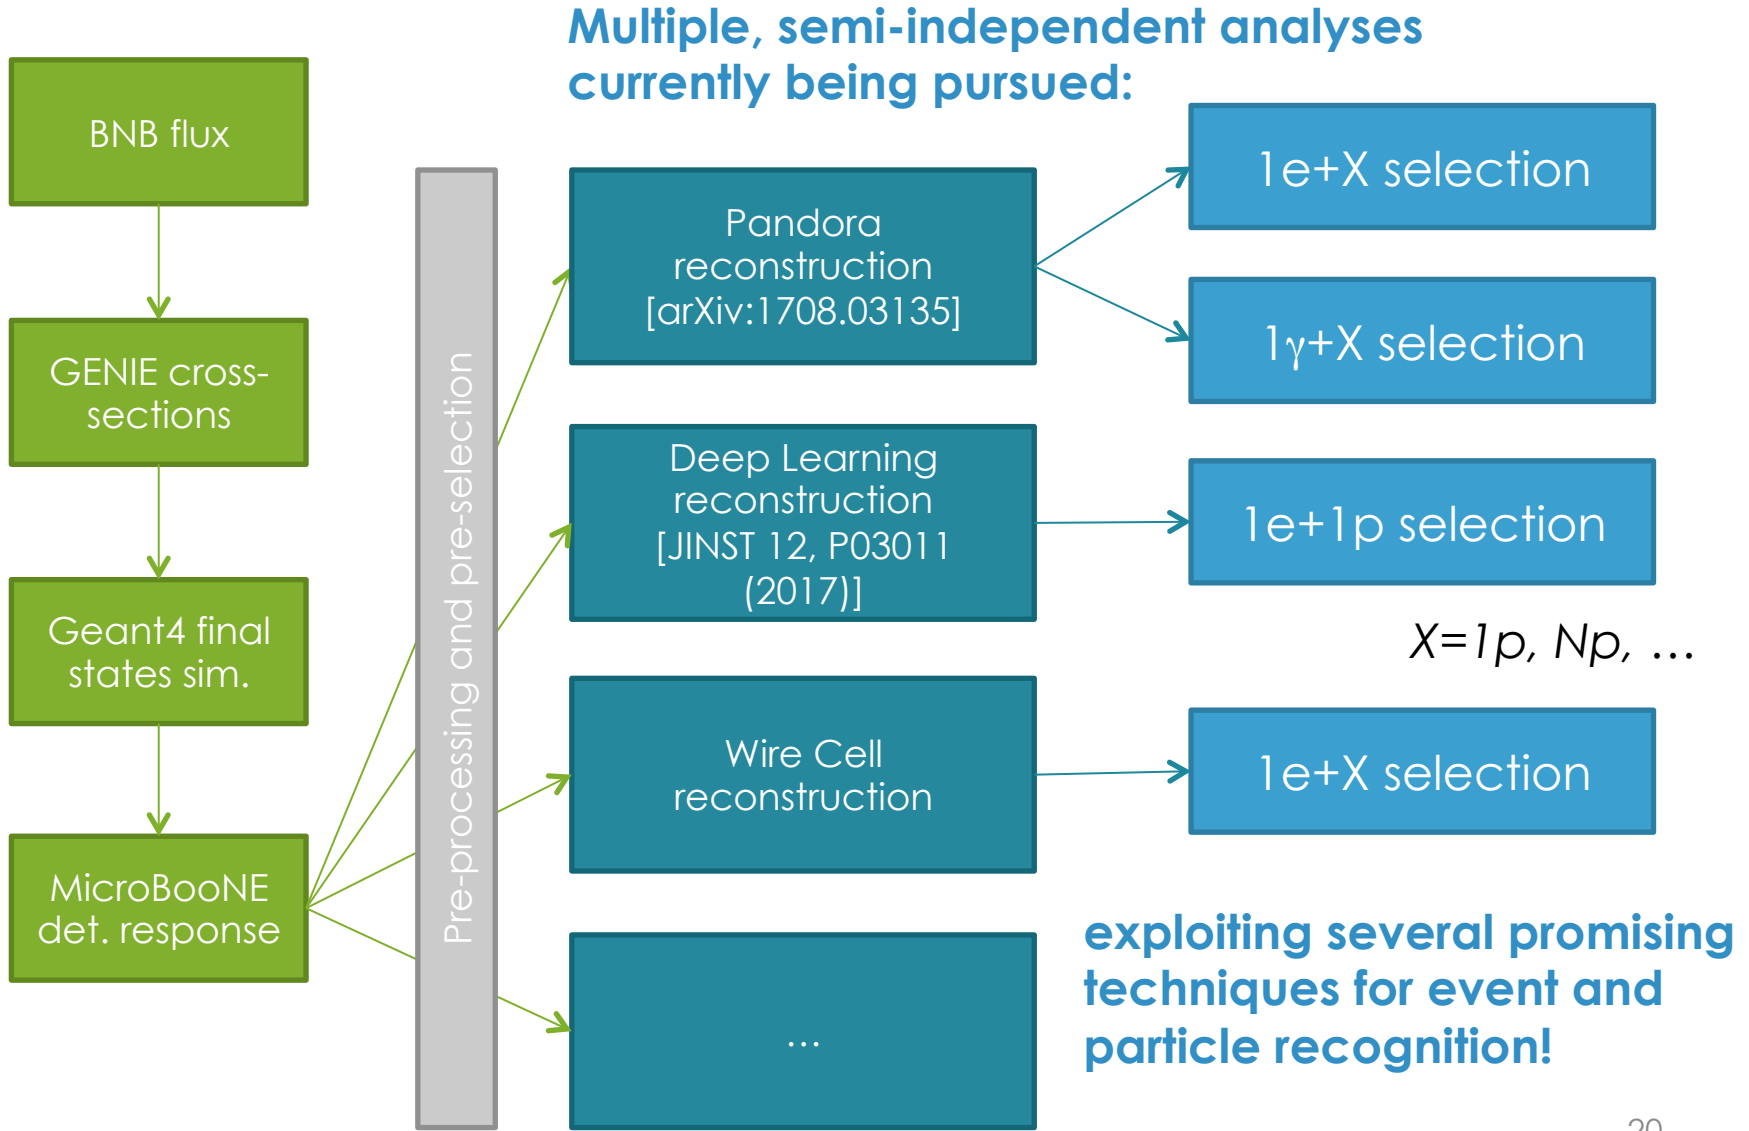 Multiple, semi-independent analyses
currently being pursued:
BNB flux
GENIE cross-
sections
Geant4 final
states sim.
MicroBooNE
det. response
Pre-processing and pre-selection
Pandora
reconstruction
[arXiv:1708.03135]
Deep Learning
reconstruction
[JINST 12, P03011
(2017)]
Wire Cell
reconstruction
…
1e+X selection
1γ+X selection
1e+1p selection
X=1p, Np, …
1e+X selection
exploiting several promising
techniques for event and
particle recognition!
20